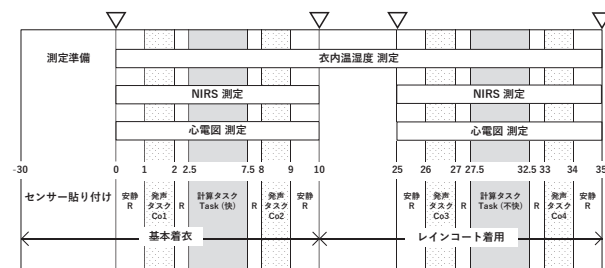 測定準備
衣内温湿度 測定
NIRS 測定
NIRS 測定
心電図 測定
心電図 測定
-30 0 1 2 2.5 7.5 8 9 10 25 26 27 27.5 32.5 33 34 35
センサー貼り付け
安静
R
発声
タスク
Co1
R
計算タスク
Task (快)
R
発声
タスク
Co2
安静
R
安静
R
発声
タスク
Co3
R
計算タスク
Task (不快)
R
発声
タスク
Co4
安静
R
基本着衣
レインコート着用